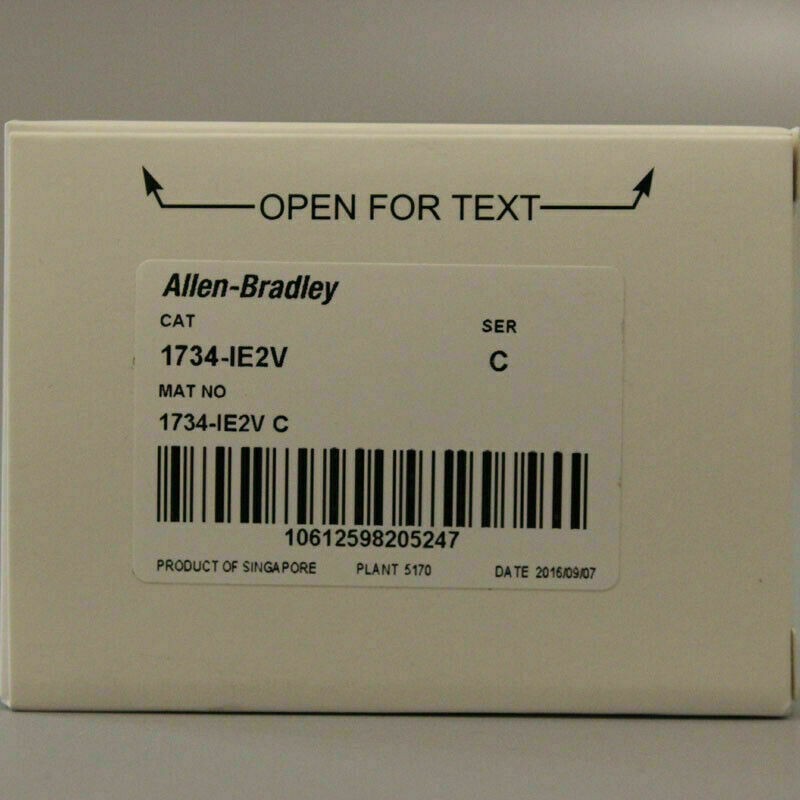 OPEN FOR TEXT
Allen-Bradley
CAT SER
1734-IE2V C
MAT NO
1734-IE2V C
10612598205247
PRODUCT OF SINGAPORE PLANT 5170 DATE 2016/09/07